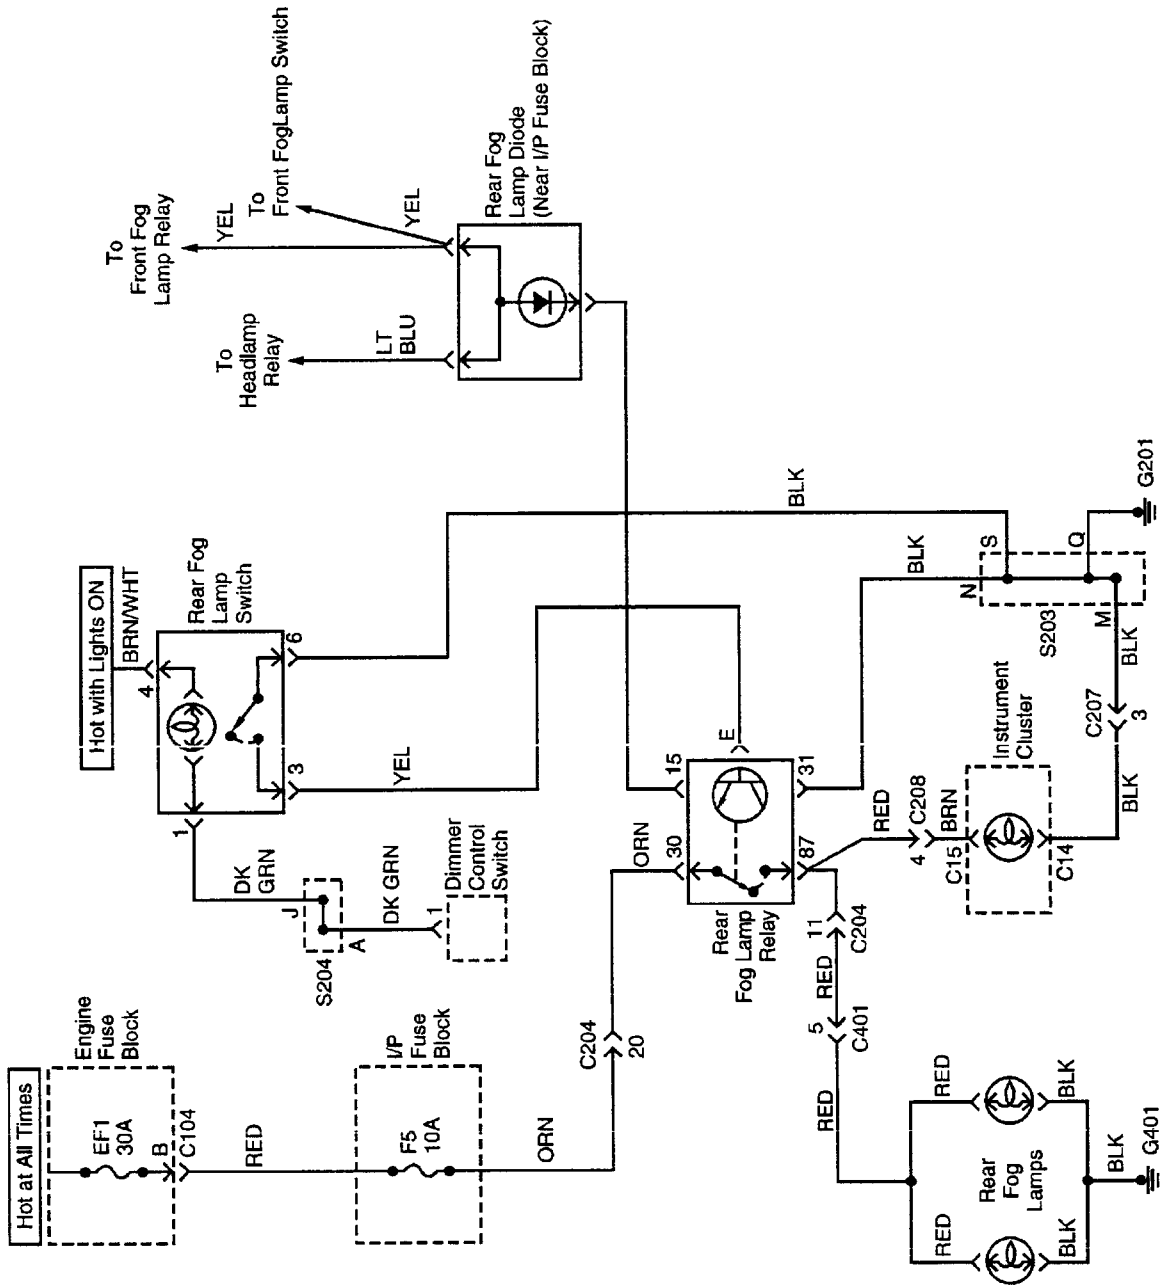 Hot at All Times
Engine
Fuse
Block
EF1
30A
B
C104
RED
I/P
Fuse
Block
F5
10A
ORN
C204
20
Hot with Lights ON
BRN/WHT
4
Rear Fog
Lamp
Switch
1
3
6
DK
GRN
J
S204
A
DK GRN
1
Dimmer
Control
Switch
YEL
BLK
To
Front Fog
Lamp Relay
YEL
To
Front FogLamp Switch
YEL
To
Headlamp
Relay
LT
BLU
Rear Fog
Lamp Diode
(Near I/P Fuse Block)
ORN
30
15
E
Rear
Fog Lamp
Relay
87
31
RED
4
C208
BRN
C15
Instrument
Cluster
C14
BLK
C207
3
BLK
M
S203
N
BLK
S
Q
G201
11
C204
RED
5
C401
RED
RED
RED
Rear
Fog
Lamps
BLK
BLK
BLK
G401